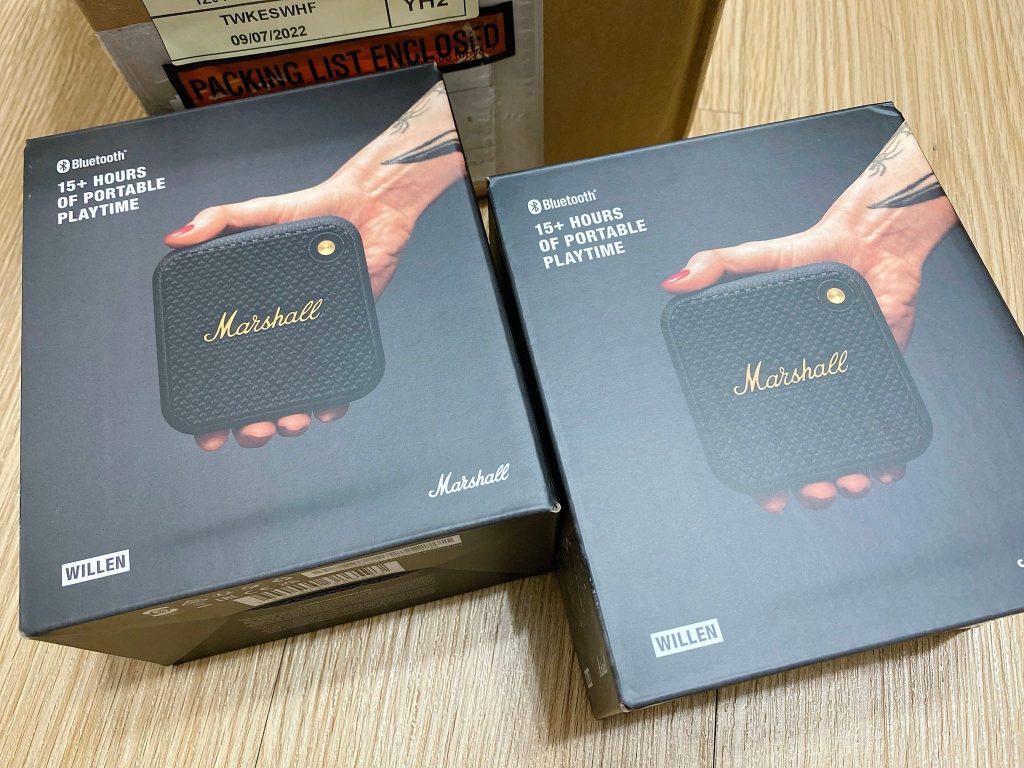 TWKESWHF
YHZ
09/07/2022
PACKING LIST ENCLOSED
Bluetooth®
15+ HOURS
OF PORTABLE
PLAYTIME
Marshall
Marshall
WILLEN
Bluetooth®
15+ HOURS
OF PORTABLE
PLAYTIME
Marshall
WILLEN